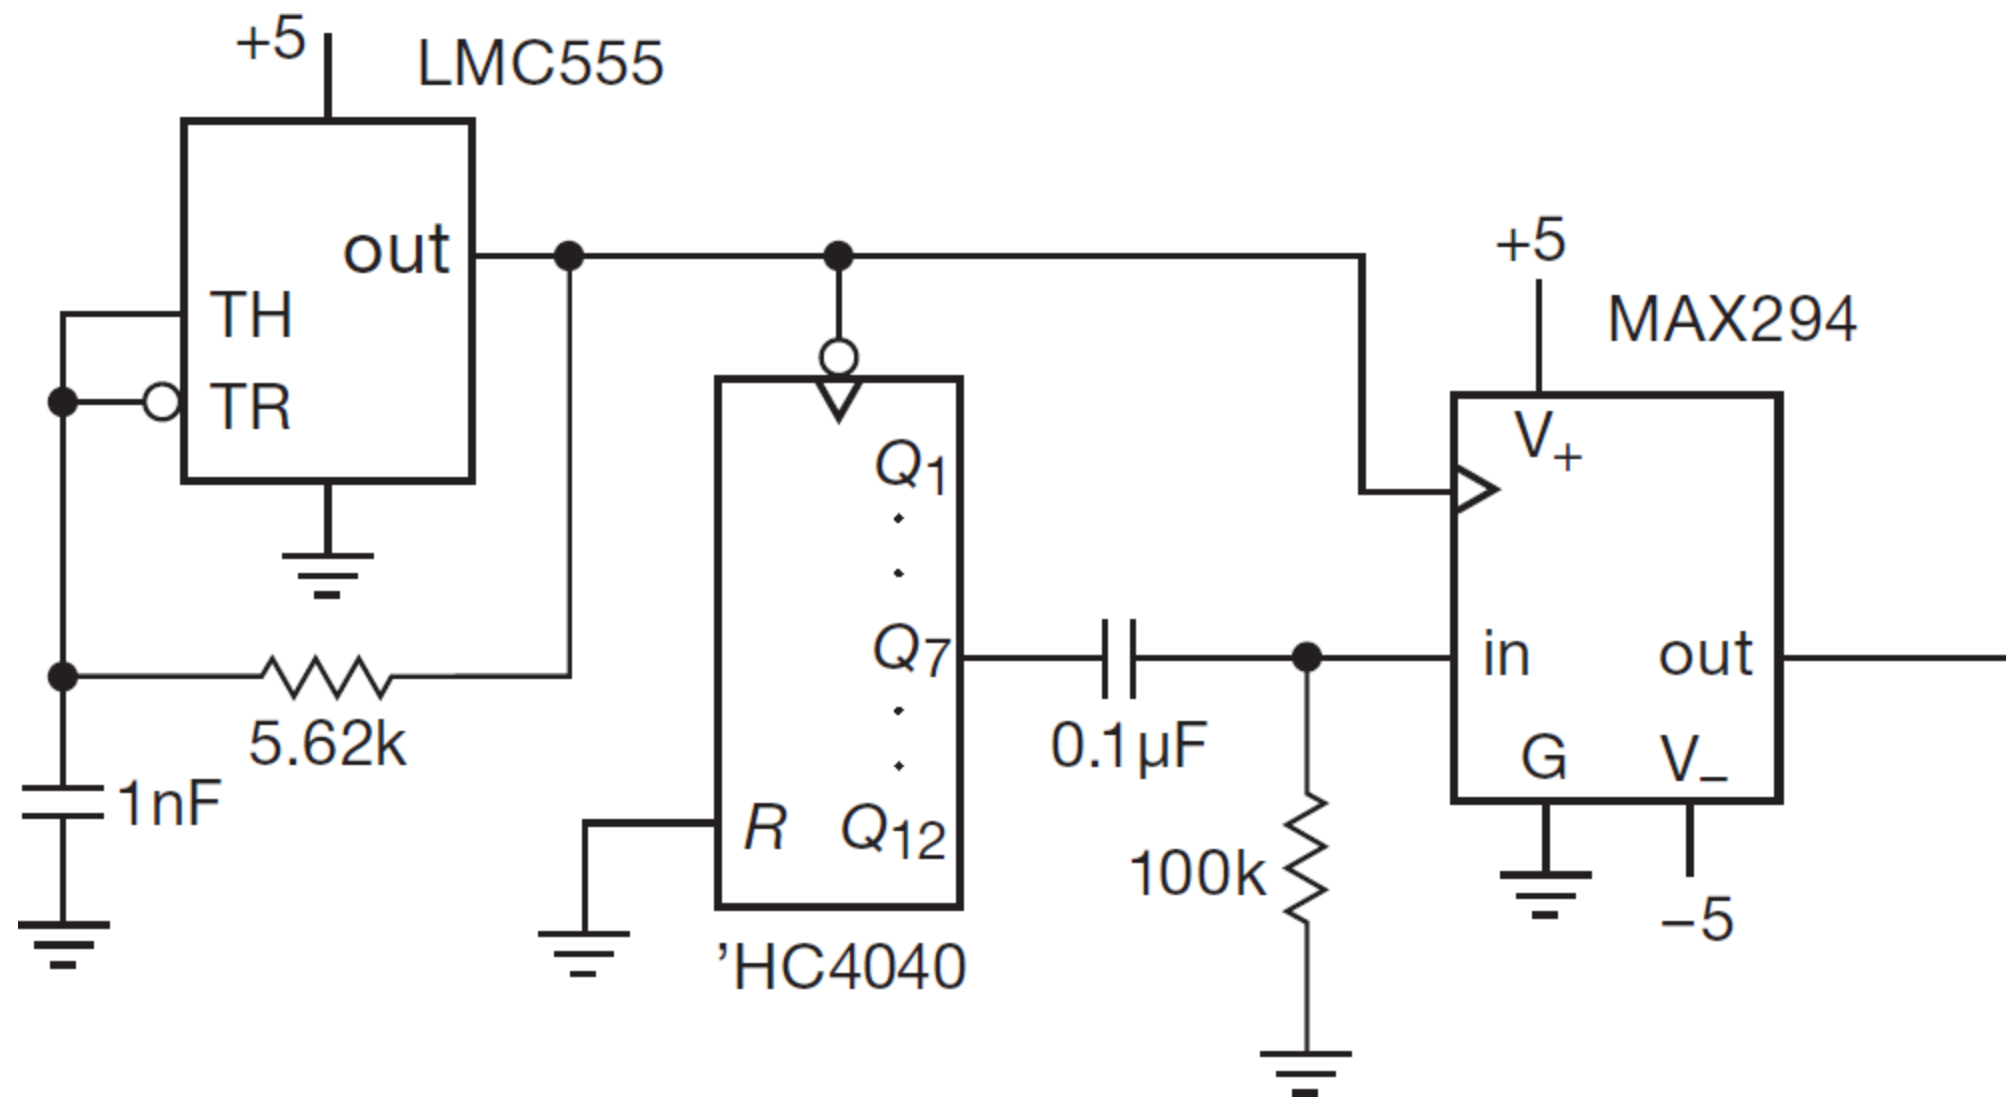 +5
LMC555
out
TH
TR
5.62k
1nF
Q1
Q7
R
Q12
'HC4040
0.1µF
100k
+5
MAX294
V+
in
out
G
V−
−5